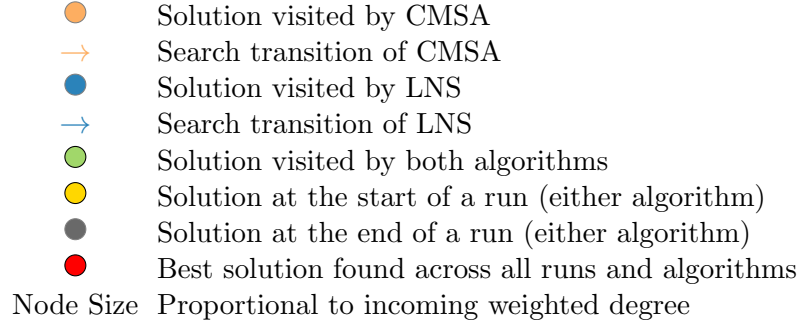 Solution visited by CMSA
Search transition of CMSA
Solution visited by LNS
Search transition of LNS
Solution visited by both algorithms
Solution at the start of a run (either algorithm)
Solution at the end of a run (either algorithm)
Best solution found across all runs and algorithms
Node Size Proportional to incoming weighted degree